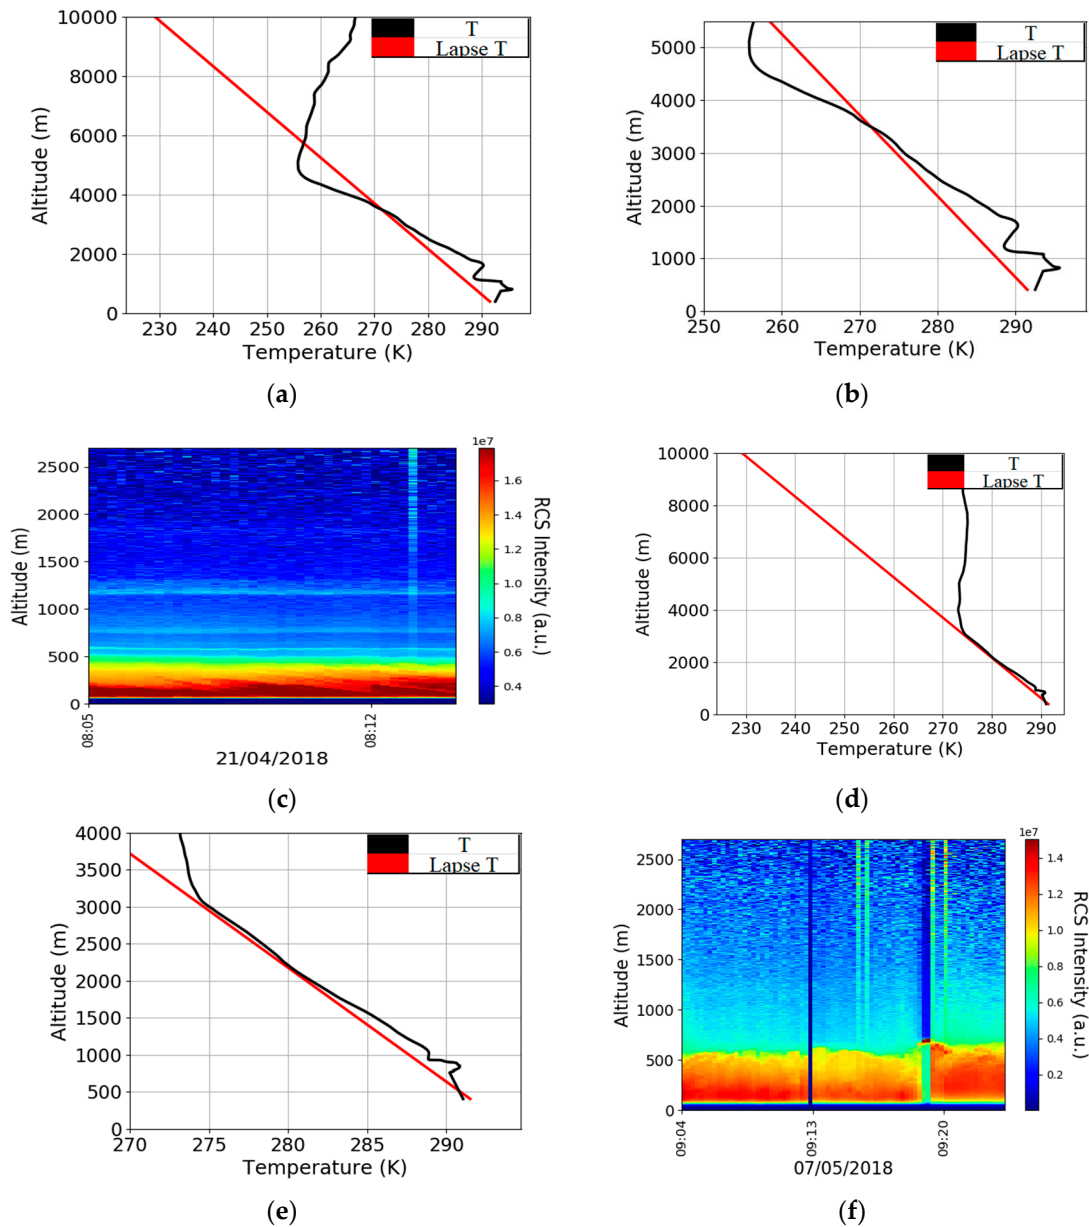 T
Lapse T
10000
8000
6000
4000
2000
0
Altitude (m)
230 240 250 260 270 280 290
Temperature (K)
(a)
T
Lapse T
5000
4000
3000
2000
1000
0
Altitude (m)
250 260 270 280 290
Temperature (K)
(b)
2500
2000
1500
1000
500
0
Altitude (m)
08:05
08:12
21/04/2018
1e7
1.6
1.4
1.2
1.0
0.8
0.6
0.4
RCS Intensity (a.u.)
(c)
T
Lapse T
10000
8000
6000
4000
2000
0
Altitude (m)
230 240 250 260 270 280 290
Temperature (K)
(d)
T
Lapse T
4000
3500
3000
2500
2000
1500
1000
500
0
Altitude (m)
270 275 280 285 290
Temperature (K)
(e)
2500
2000
1500
1000
500
0
Altitude (m)
09:04
09:13
09:20
07/05/2018
1e7
1.4
1.2
1.0
0.8
0.6
0.4
0.2
RCS Intensity (a.u.)
(f)